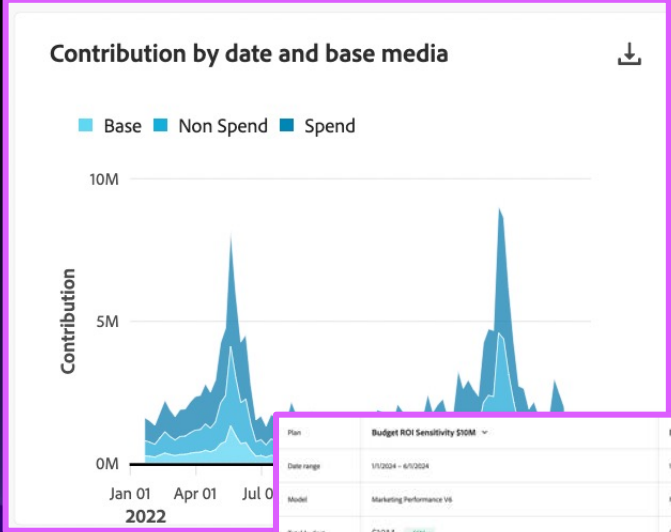 Contribution by date and base media
Base Non Spend Spend
10M
5M
0M
Contribution
Jan 01 Apr 01 Jul 0
2022
Plan Budget ROI Sensitivity $10M
Date range 1/1/2024 – 6/1/2024
Model Marketing Performance V6